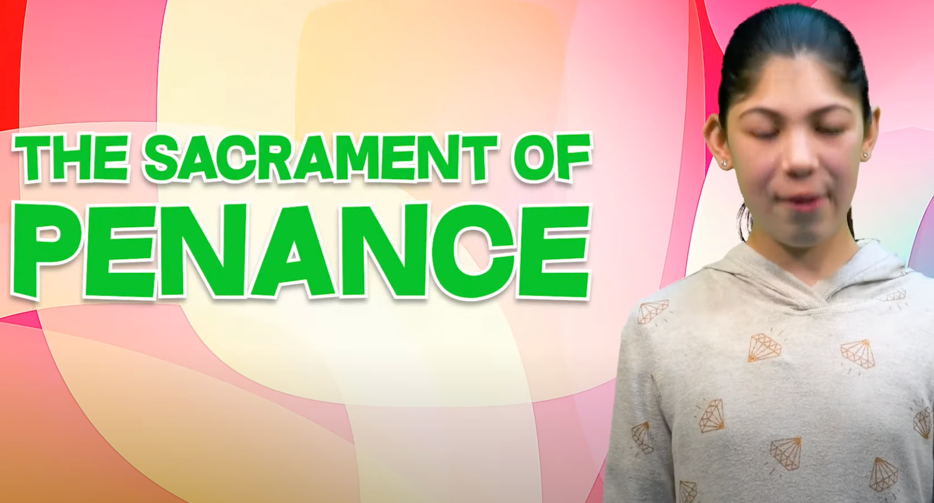 THE SACRAMENT OF
PENANCE